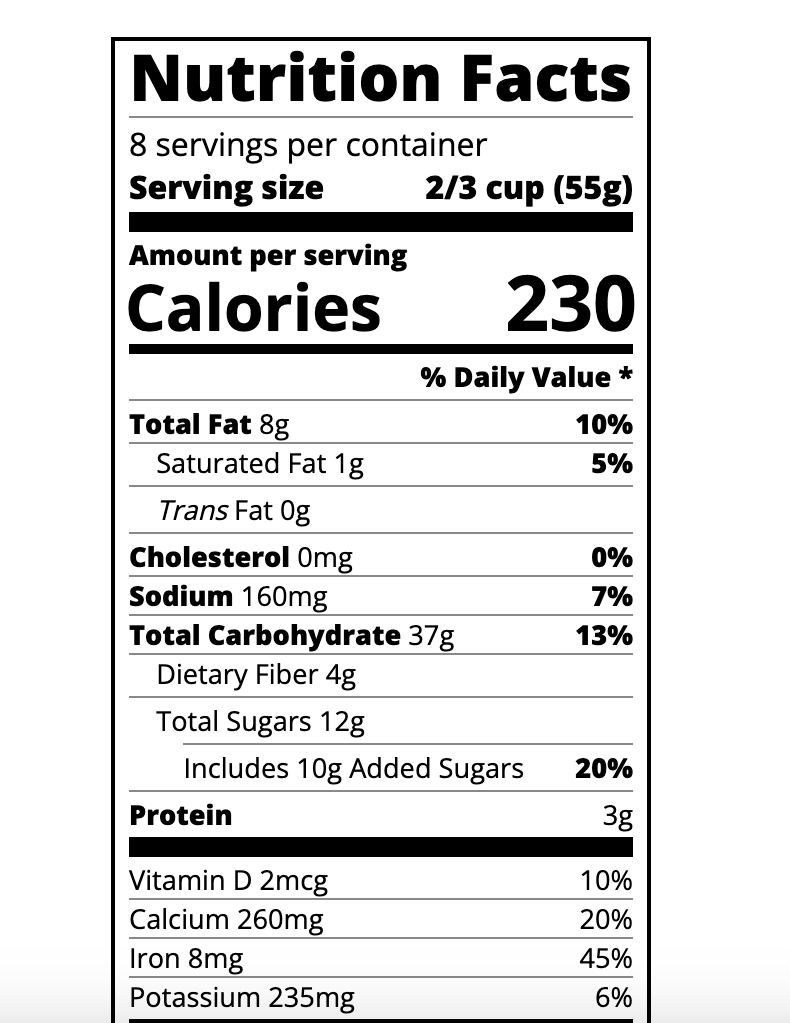 Nutrition Facts
8 servings per container
Serving size 2/3 cup (55g)
Amount per serving
Calories 230
% Daily Value *
Total Fat 8g 10%
Saturated Fat 1g 5%
Trans Fat 0g
Cholesterol 0mg 0%
Sodium 160mg 7%
Total Carbohydrate 37g 13%
Dietary Fiber 4g
Total Sugars 12g
Includes 10g Added Sugars 20%
Protein 3g
Vitamin D 2mcg 10%
Calcium 260mg 20%
Iron 8mg 45%
Potassium 235mg 6%